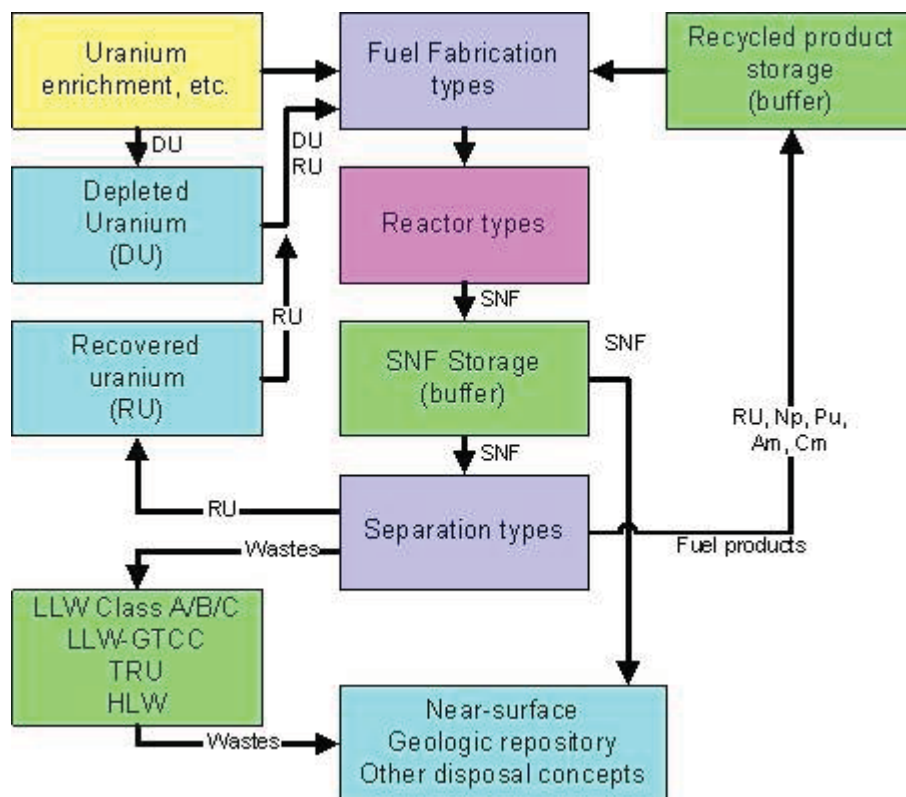 Uranium
enrichment, etc.
Fuel Fabrication
types
Recycled product
storage
(buffer)
DU
DU
RU
Depleted
Uranium
(DU)
Reactor types
RU
SNF
Recovered
uranium
(RU)
SNF Storage
(buffer)
SNF
RU, Np, Pu,
Am, Cm
SNF
RU
Separation types
Fuel products
Wastes
LLW Class A/B/C
LLW-GTCC
TRU
HLW
Wastes
Near-surface
Geologic repository
Other disposal concepts